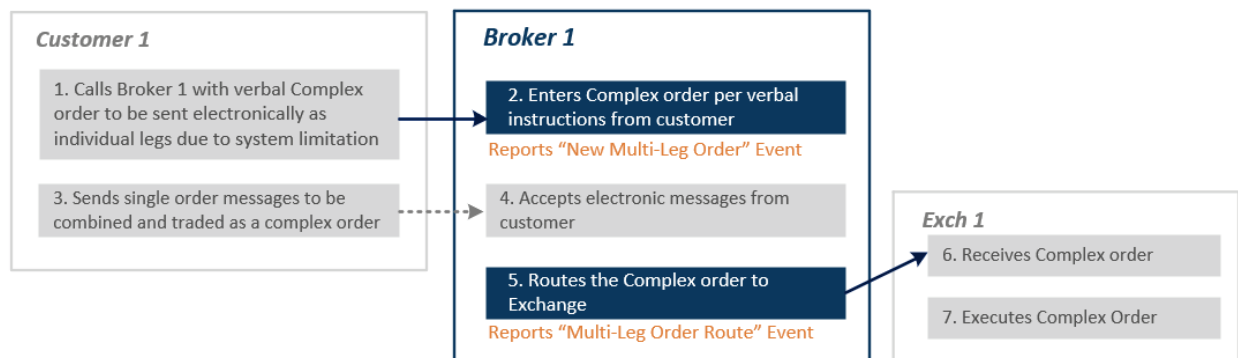 Customer 1
1. Calls Broker 1 with verbal Complex
order to be sent electronically as
individual legs due to system limitation
3. Sends single order messages to be
combined and traded as a complex order
Broker 1
2. Enters Complex order per verbal
instructions from customer
Reports “New Multi-Leg Order” Event
4. Accepts electronic messages from
customer
5. Routes the Complex order to
Exchange
Reports “Multi-Leg Order Route” Event
Exch 1
6. Receives Complex order
7. Executes Complex Order